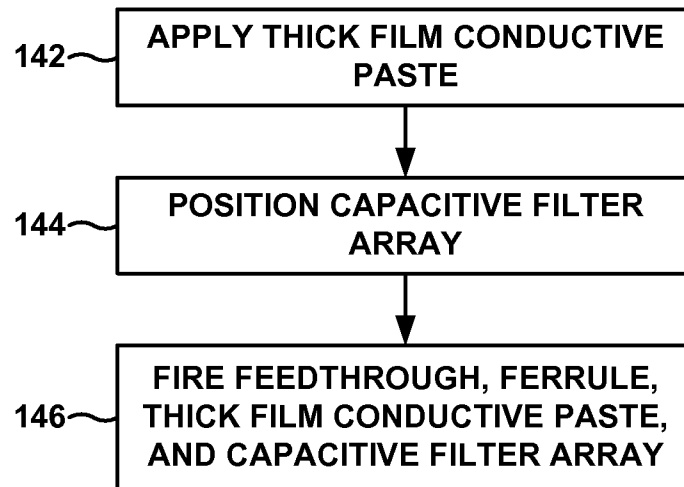 142
APPLY THICK FILM CONDUCTIVE
PASTE
144
POSITION CAPACITIVE FILTER
ARRAY
146
FIRE FEEDTHROUGH, FERRULE,
THICK FILM CONDUCTIVE PASTE,
AND CAPACITIVE FILTER ARRAY